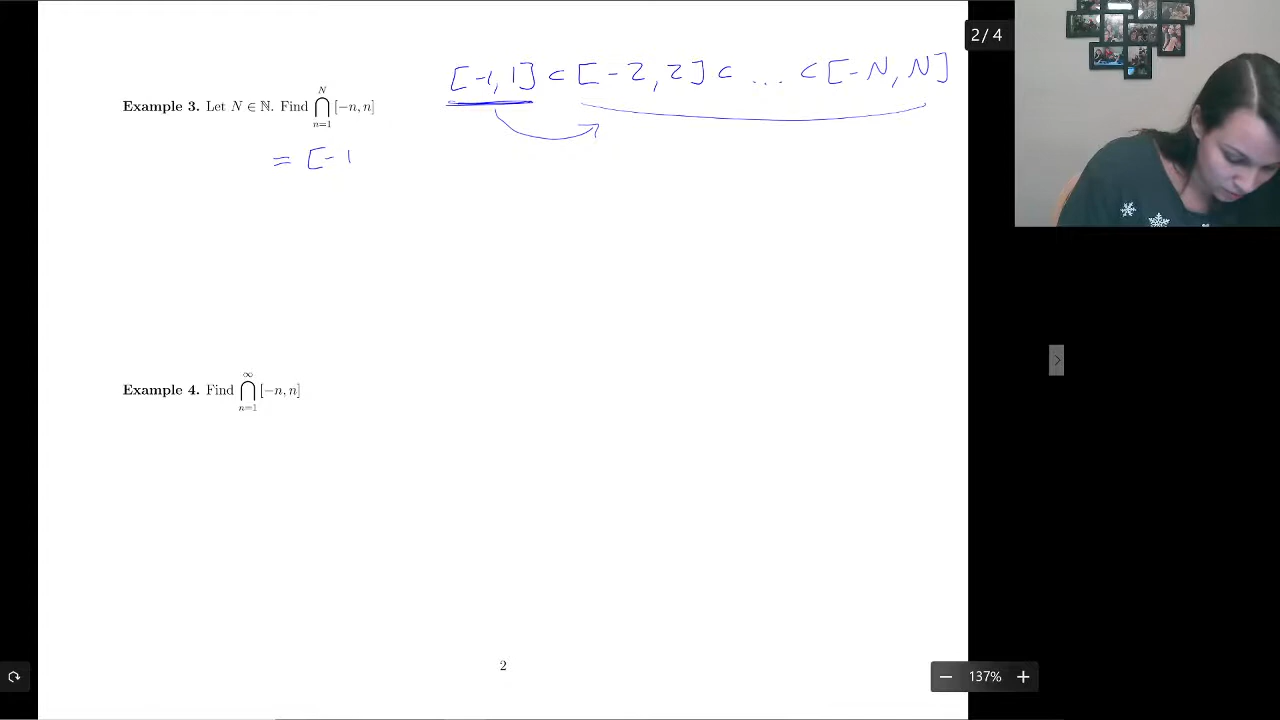 2 / 4
[-1, 1] ⊂ [-2, 2] ⊂ ... ⊂ [-N, N]
Example 3. Let N ∈ ℕ. Find ⋂_{n=1}^{N} [−n, n]
= [-1
Example 4. Find ⋂_{n=1}^{∞} [−n, n]
2
− 137% +